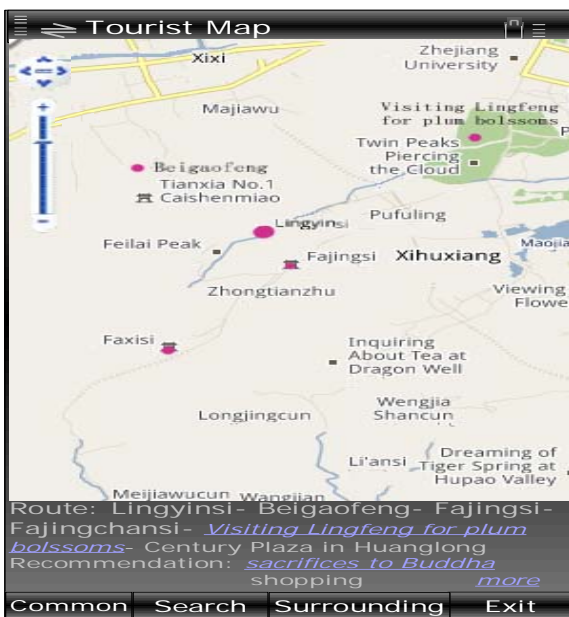 Tourist Map
Xixi
Zhejiang
University
Majiawu
Visiting Lingfeng
for plum bolssoms
Twin Peaks
Piercing
the Cloud
Beigaofeng
Tianxia No.1
Caishenmiao
Lingyinsi
Pufuling
Feilai Peak
Fajingsi
Xihuxiang
Maojia
Zhongtianzhu
Viewing
Flowe
Faxisi
Inquiring
About Tea at
Dragon Well
Longjingcun
Wengjia
Shancun
Li'ansi
Dreaming of
Tiger Spring at
Hupao Valley
Meijiawucun
Wangjian
Route: Lingyinsi- Beigaofeng- Fajingsi-
Fajingchansi- Visiting Lingfeng for plum
bolssoms- Century Plaza in Huanglong
Recommendation: sacrifices to Buddha
shopping more
Common Search Surrounding Exit